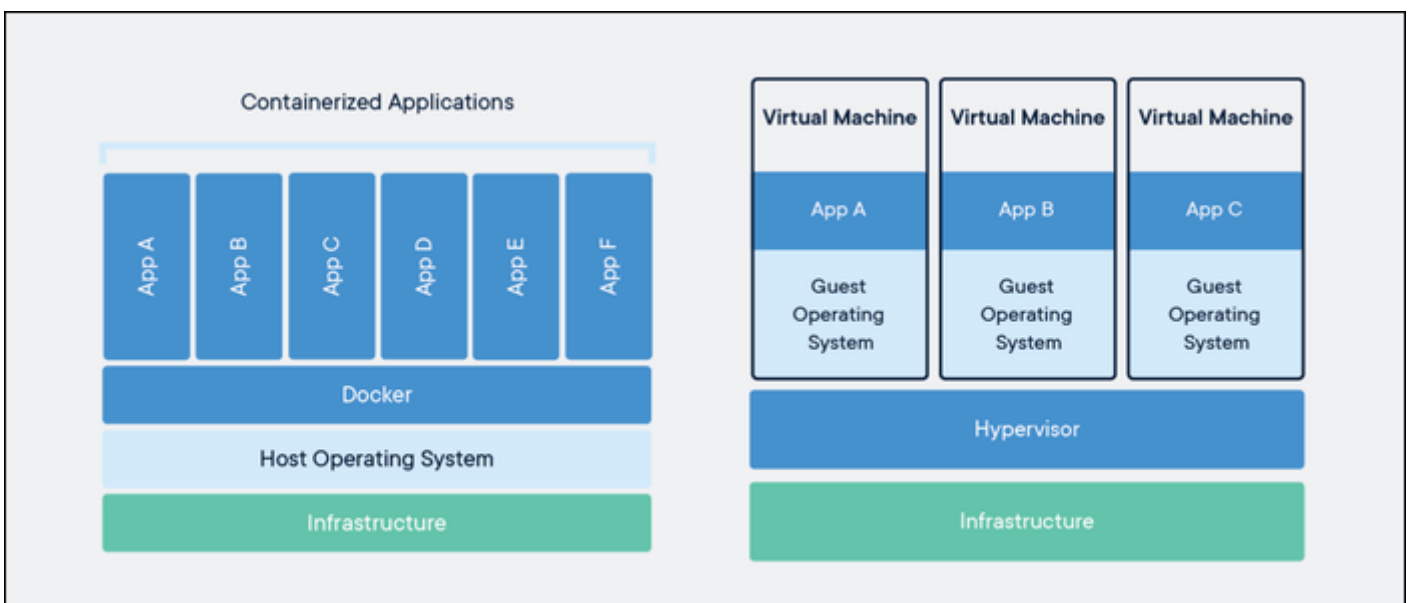 Containerized Applications
App A
App B
App C
App D
App E
App F
Docker
Host Operating System
Infrastructure
Virtual Machine
App A
Guest
Operating
System
Virtual Machine
App B
Guest
Operating
System
Virtual Machine
App C
Guest
Operating
System
Hypervisor
Infrastructure